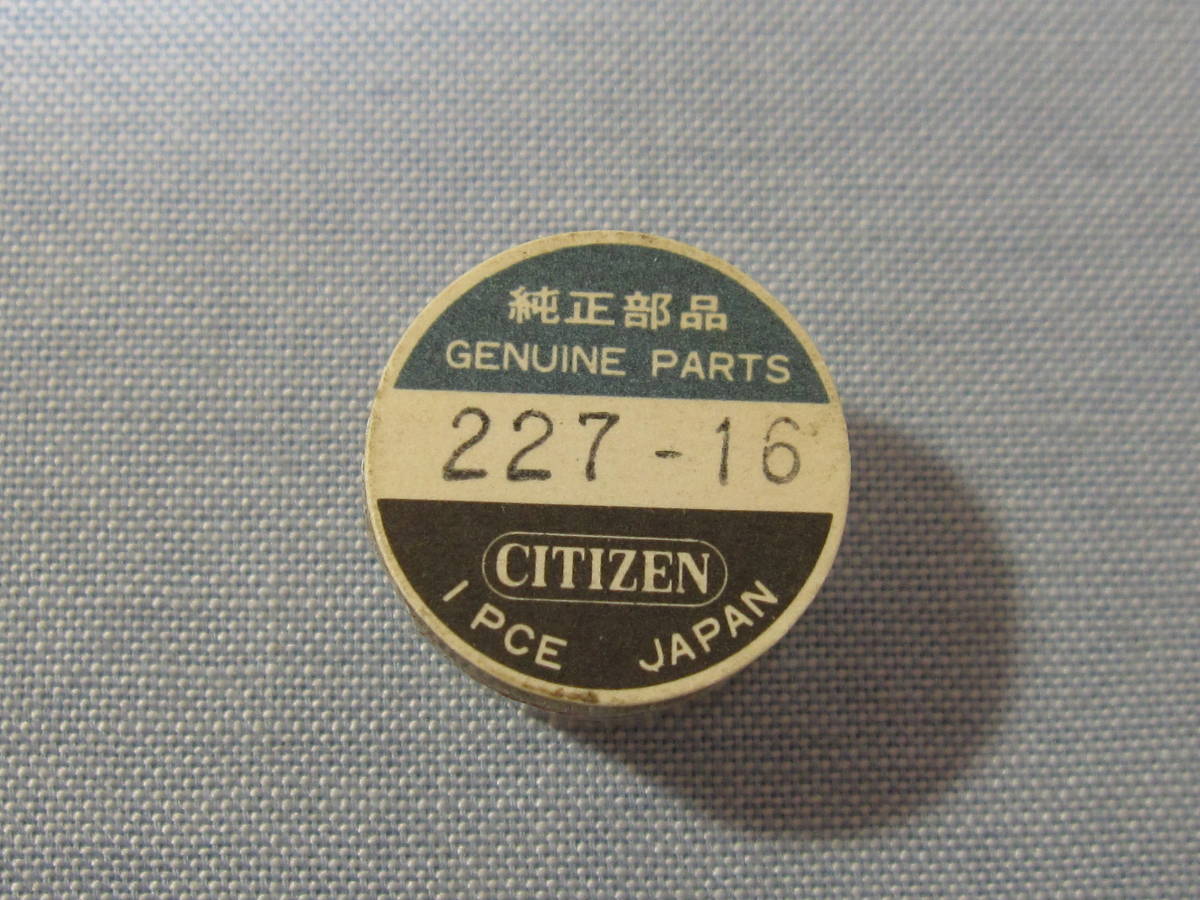 純正部品
GENUINE PARTS
227-16
CITIZEN
1 PCE JAPAN